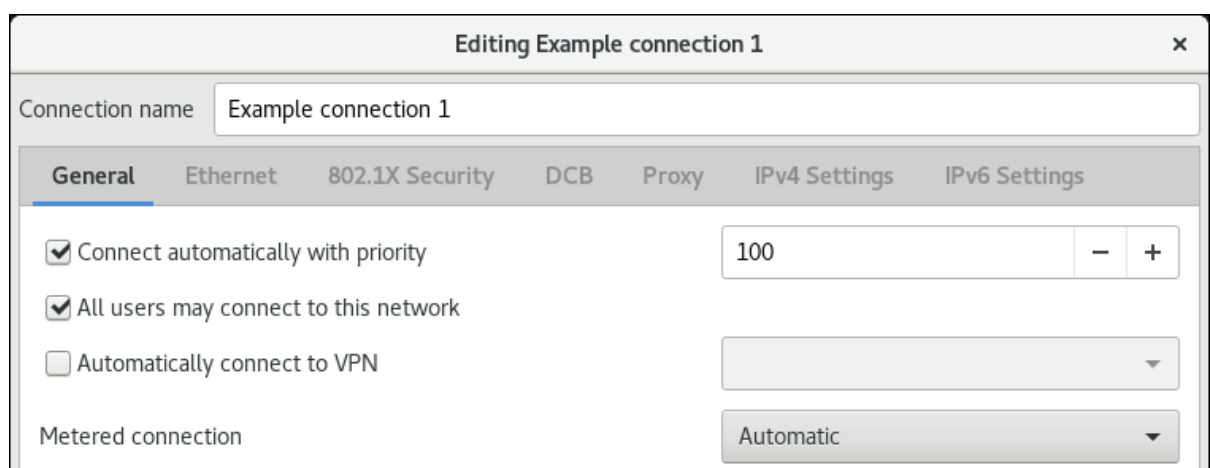 Editing Example connection 1 ×
Connection name Example connection 1
General Ethernet 802.1X Security DCB Proxy IPv4 Settings IPv6 Settings
Connect automatically with priority 100 − +
All users may connect to this network
Automatically connect to VPN
Metered connection Automatic